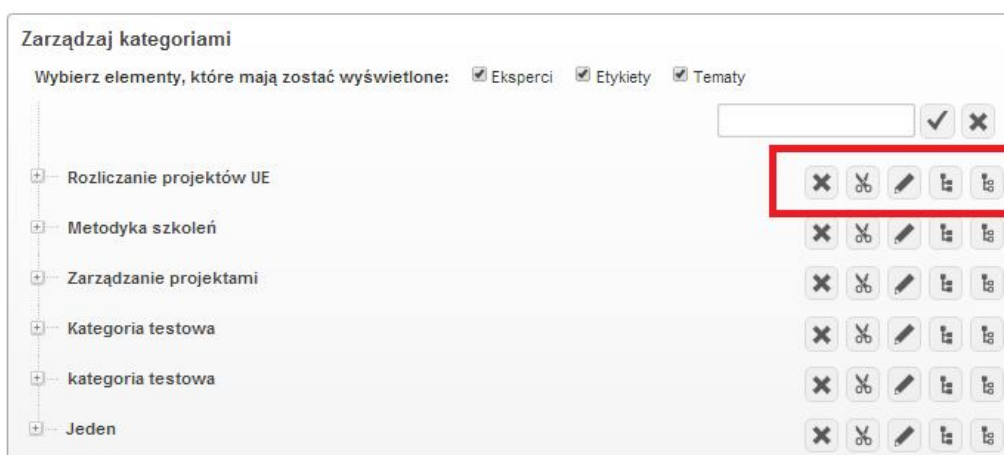 Zarządzaj kategoriami
Wybierz elementy, które mają zostać wyświetlone: Eksperci Etykiety Tematy
Rozliczanie projektów UE
Metodyka szkoleń
Zarządzanie projektami
Kategoria testowa
kategoria testowa
Jeden